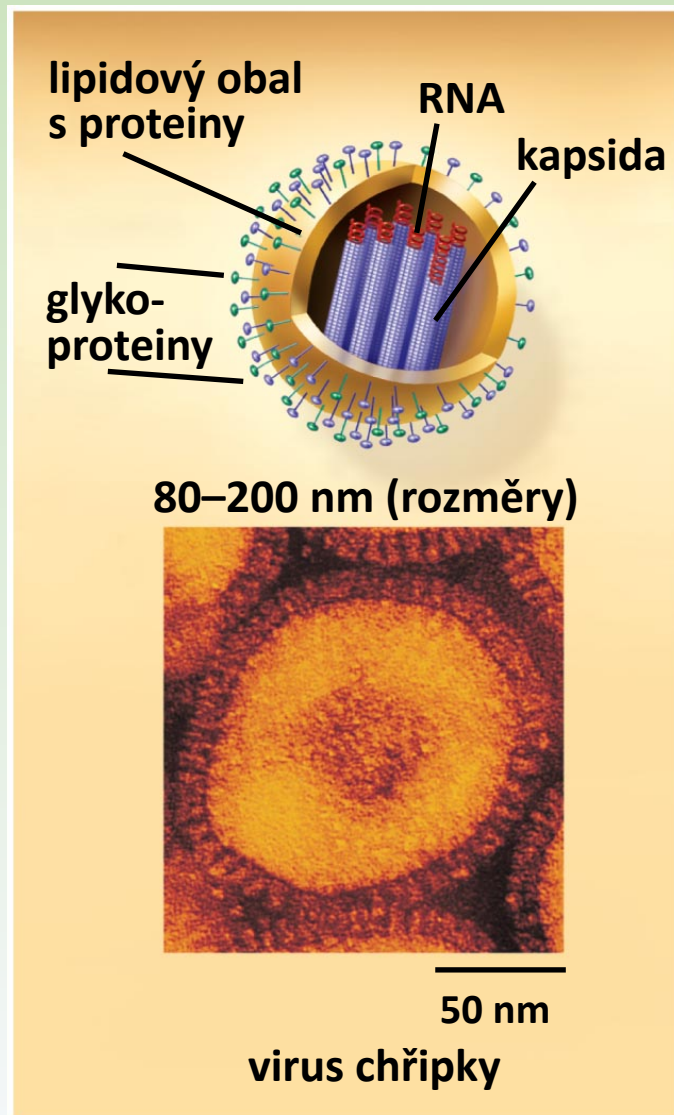 lipidový obal
s proteiny
RNA
kapsida
glyko-
proteiny
80–200 nm (rozměry)
50 nm
virus chřipky